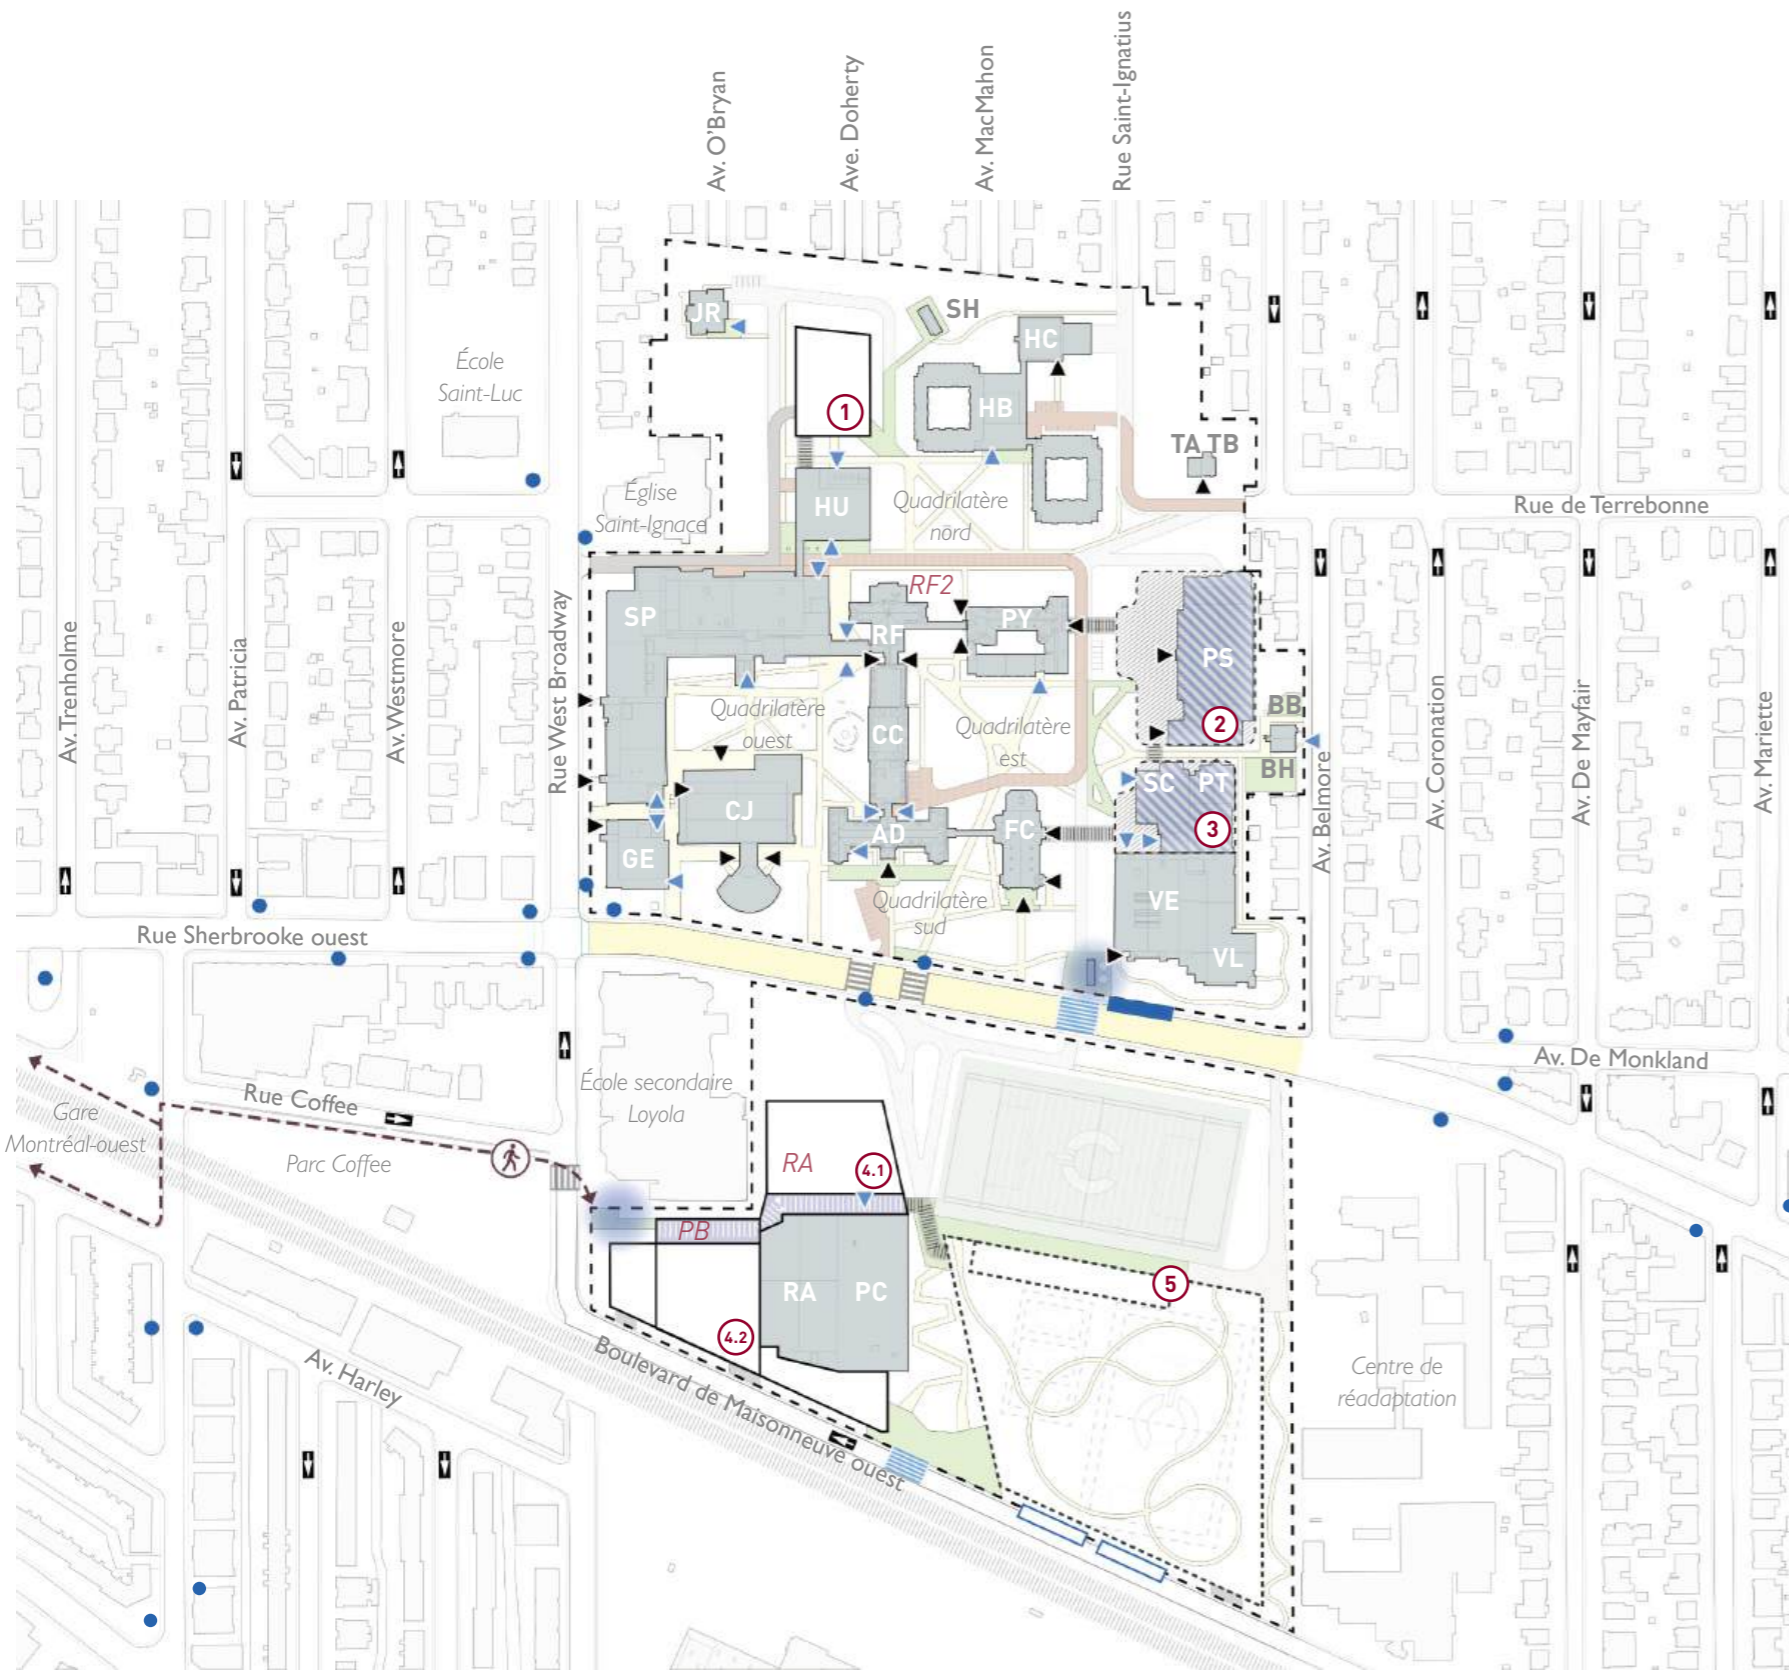 Av. O'Bryan
Ave. Doherty
Av. MacMahon
Rue Saint-Ignatius
JR
SH
HC
École
Saint-Luc
1
HB
TA TB
Église
Saint-Ignace
HU
Quadrilatère
nord
Rue de Terrebonne
RF2
SP
RF
PY
PS
Av. Trenholme
Av. Patricia
Av. Westmore
Rue West Broadway
Quadrilatère
ouest
CC
Quadrilatère
est
2
BB
BH
Av. Belmore
Av. Coronation
Av. De Mayfair
Av. Mariette
SC
PT
CJ
AD
FC
3
GE
Quadrilatère
sud
VE
VL
Rue Sherbrooke ouest
Av. De Monkland
École secondaire
Loyola
Rue Coffee
Gare
Montréal-ouest
Parc Coffee
RA
4.1
PB
RA
PC
5
4.2
Boulevard de Maisonneuve ouest
Av. Harley
Centre de
réadaptation